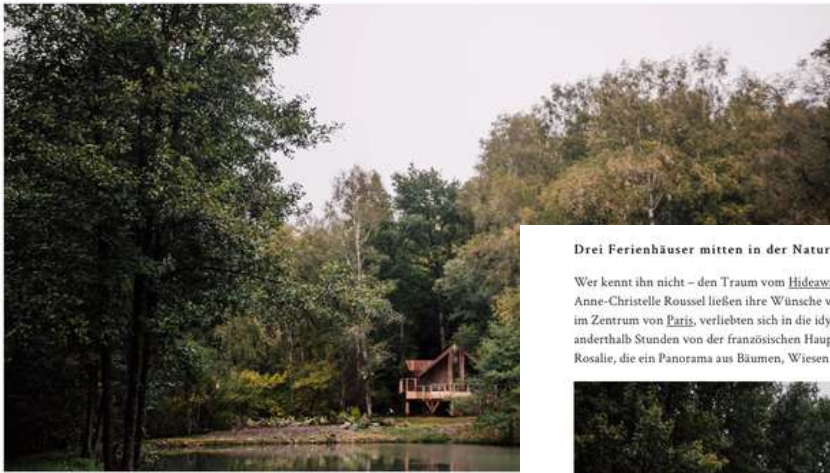 Drei Ferienhäuser mitten in der Natur
Wer kennt ihn nicht – den Traum vom
Anne-Christelle Roussel ließen ihre Wünsche
im Zentrum von Paris, verliebten sich in die
anderthalb Stunden von der französischen
Rosalie, die ein Panorama aus Bäumen, Wiesen